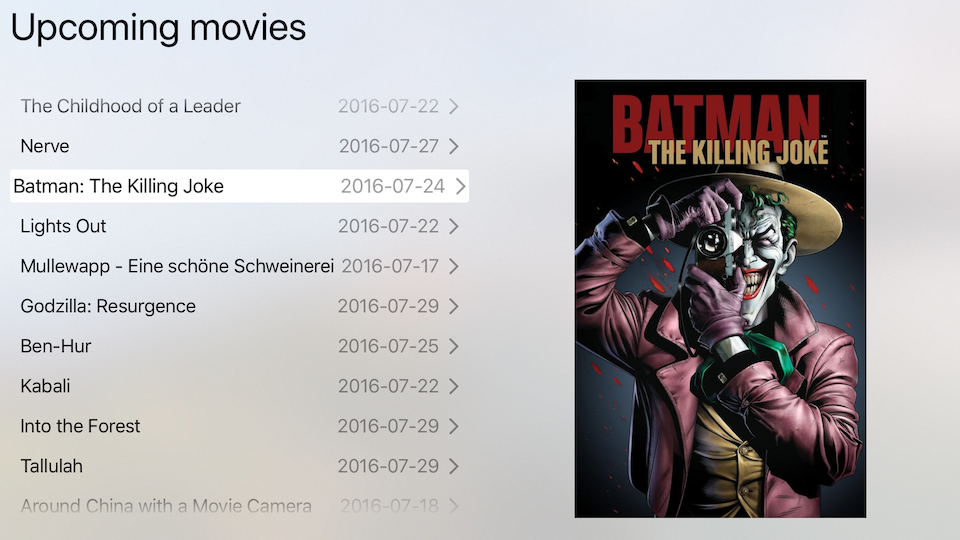 Upcoming movies
The Childhood of a Leader 2016-07-22
Nerve 2016-07-27
Batman: The Killing Joke 2016-07-24
Lights Out 2016-07-22
Mullewapp - Eine schöne Schweinerei 2016-07-17
Godzilla: Resurgence 2016-07-29
Ben-Hur 2016-07-25
Kabali 2016-07-22
Into the Forest 2016-07-29
Tallulah 2016-07-29
Around China with a Movie Camera 2016-07-18
BATMAN™
THE KILLING JOKE